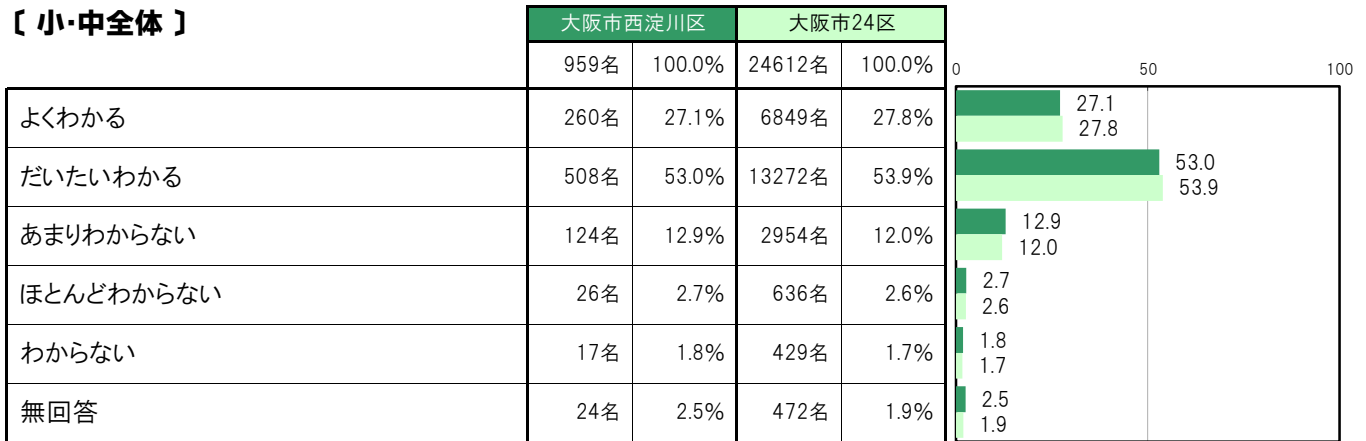 〔 小・中全体 〕
大阪市西淀川区 大阪市24区
959名 100.0% 24612名 100.0% 0 50 100
よくわかる 260名 27.1% 6849名 27.8% 27.1
27.8
だいたいわかる 508名 53.0% 13272名 53.9% 53.0
53.9
あまりわからない 124名 12.9% 2954名 12.0% 12.9
12.0
ほとんどわからない 26名 2.7% 636名 2.6% 2.7
2.6
わからない 17名 1.8% 429名 1.7% 1.8
1.7
無回答 24名 2.5% 472名 1.9% 2.5
1.9